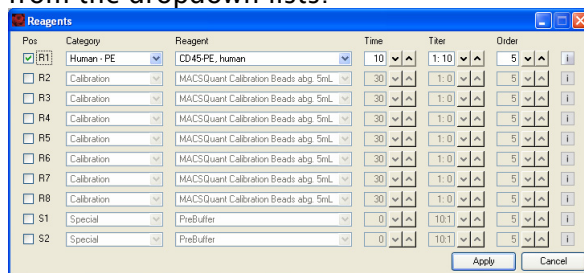 from the dropdown lists.
Reagents
Pos Category Reagent Time Titer Order
R1 Human - PE CD45-PE, human 10 1: 10 5 i
R2 Calibration MACSQuant Calibration Beads abg. 5mL 30 1: 0 5 i
R3 Calibration MACSQuant Calibration Beads abg. 5mL 30 1: 0 5 i
R4 Calibration MACSQuant Calibration Beads abg. 5mL 30 1: 0 5 i
R5 Calibration MACSQuant Calibration Beads abg. 5mL 30 1: 0 5 i
R6 Calibration MACSQuant Calibration Beads abg. 5mL 30 1: 0 5 i
R7 Calibration MACSQuant Calibration Beads abg. 5mL 30 1: 0 5 i
R8 Calibration MACSQuant Calibration Beads abg. 5mL 30 1: 0 5 i
S1 Special PreBuffer 0 10:1 5 i
S2 Special PreBuffer 0 10:1 5 i
Apply Cancel